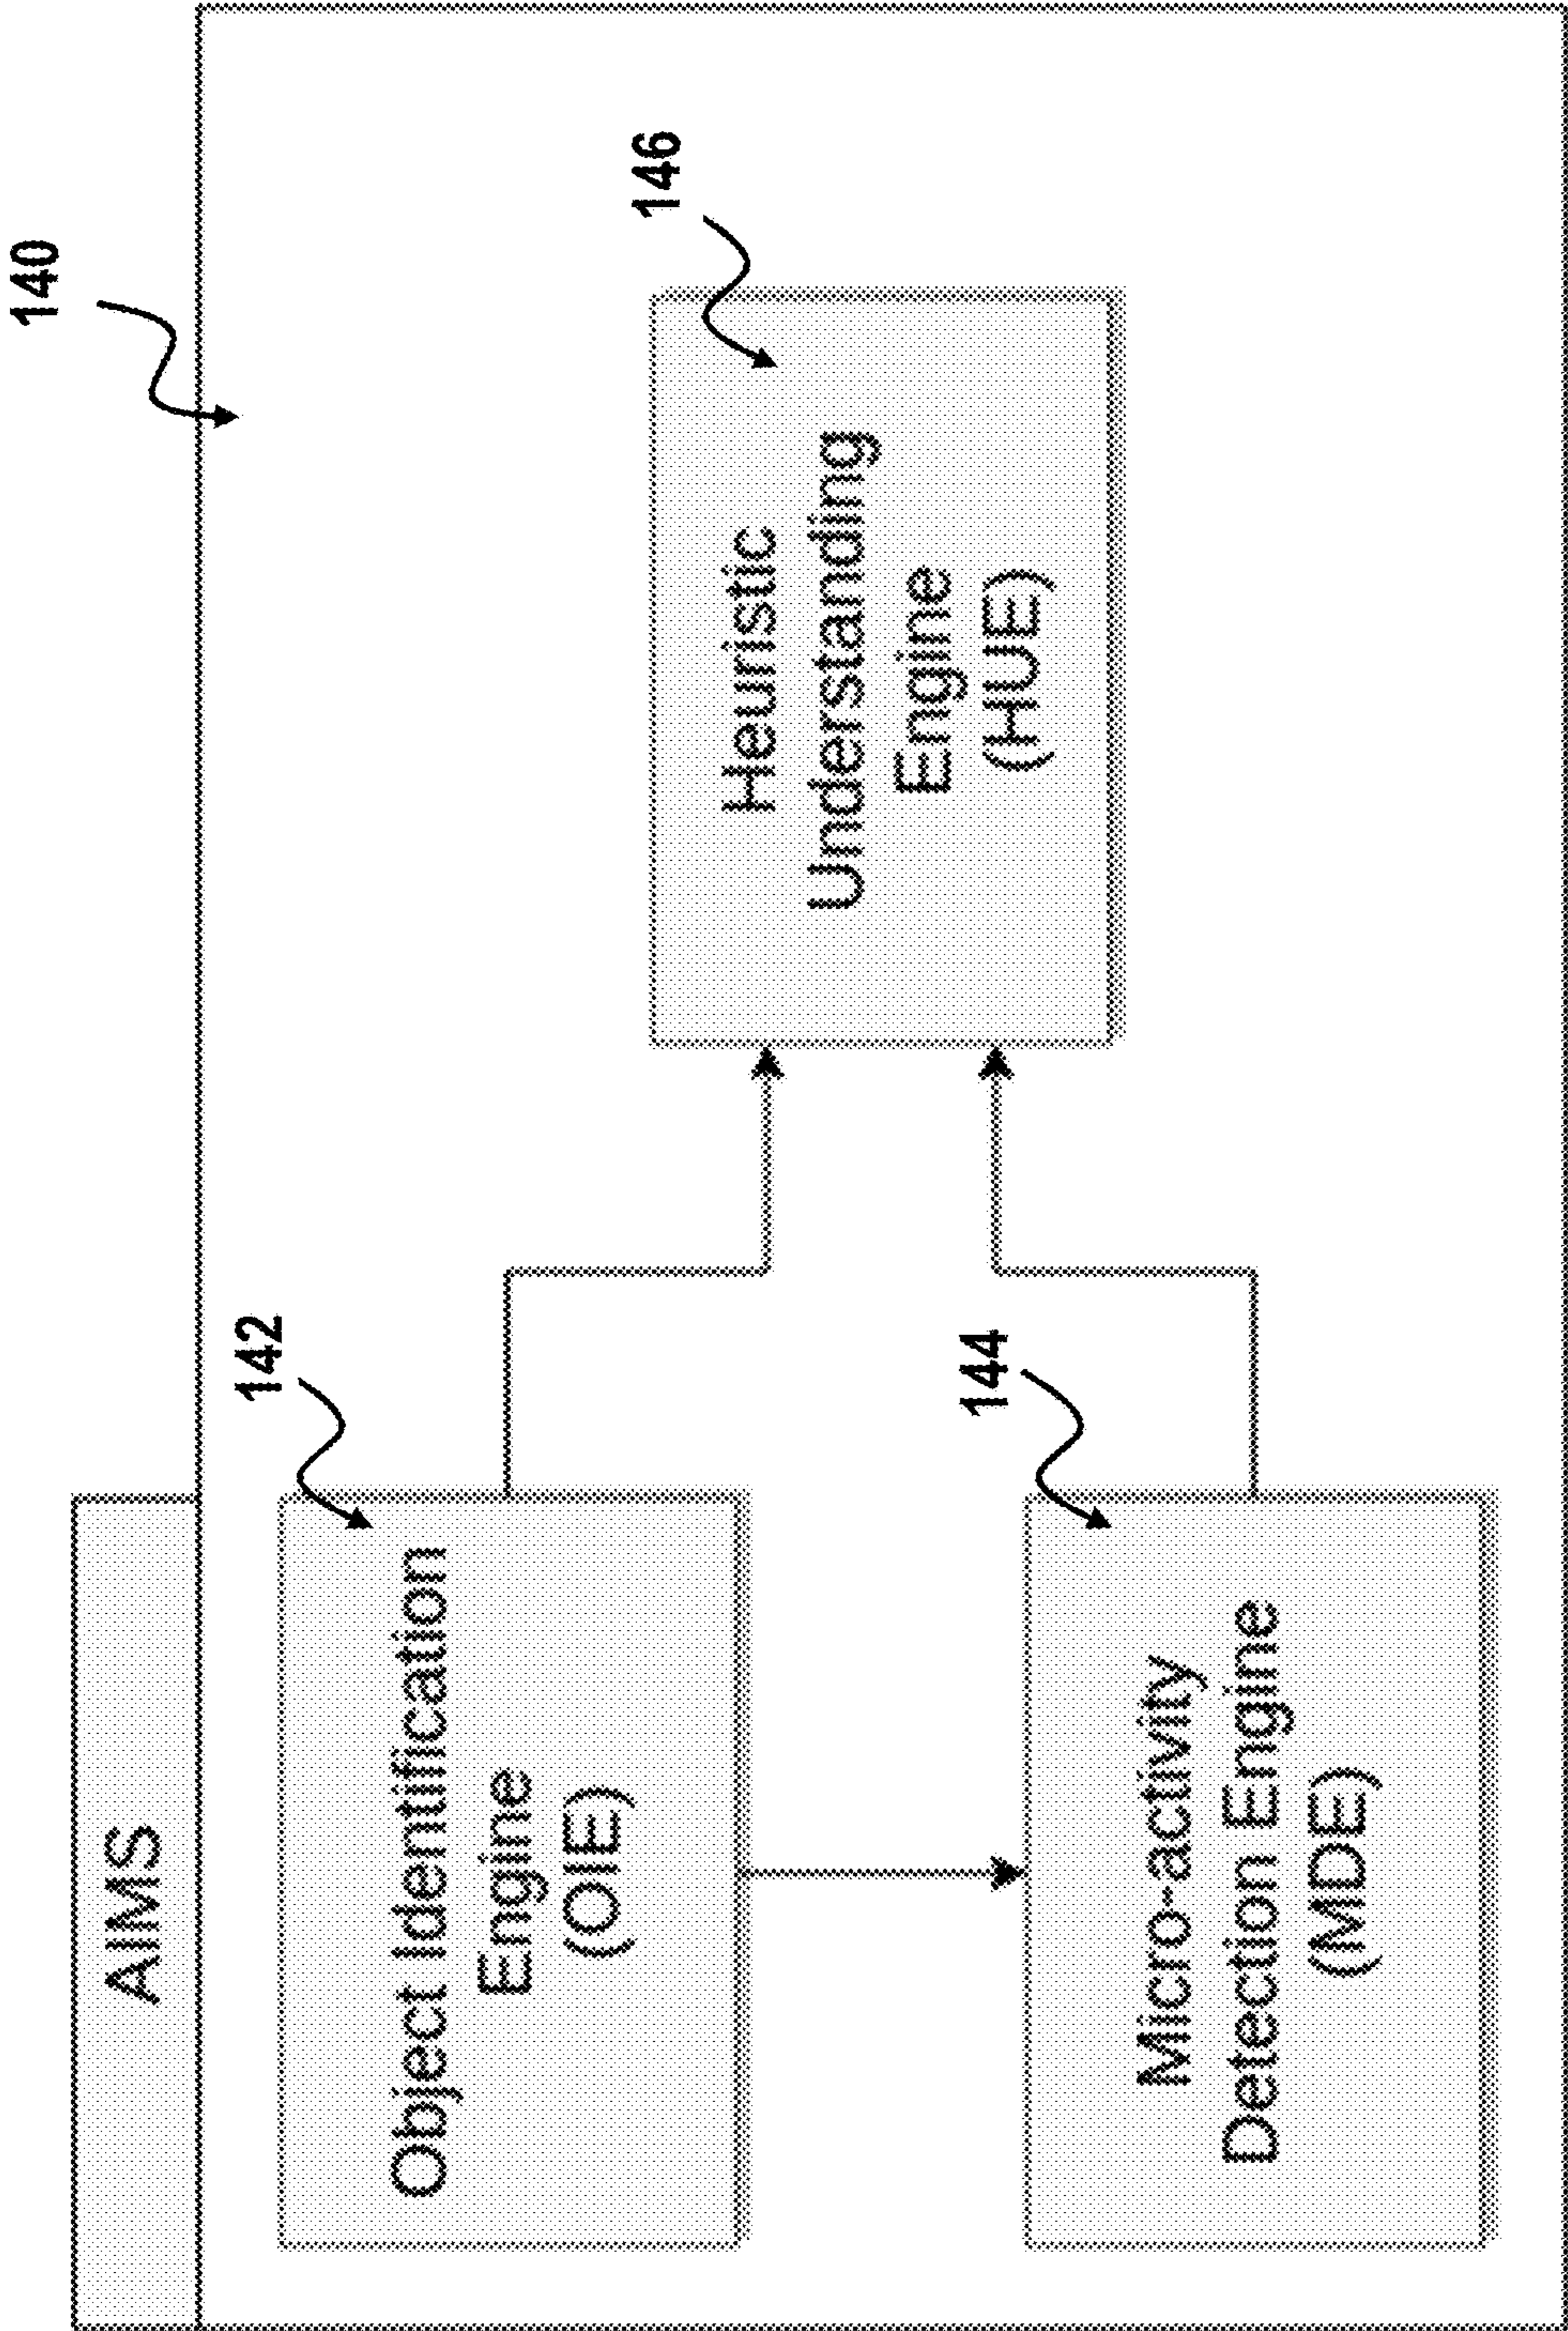 140
AIMS
142
Object Identification
Engine
(OIE)
146
Heuristic
Understanding
Engine
(HUE)
144
Micro-activity
Detection Engine
(MDE)